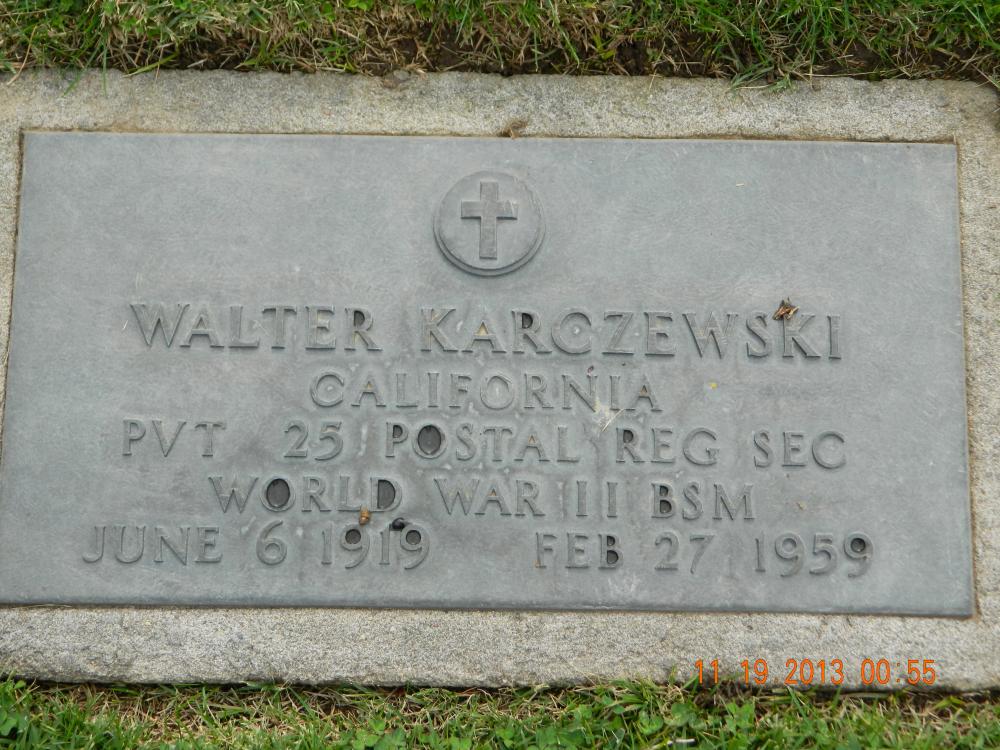 WALTER KARCZEWSKI
CALIFORNIA
PVT 25 POSTAL REG SEC
WORLD WAR II BSM
JUNE 6 1919 FEB 27 1959
11 19 2013 00:55